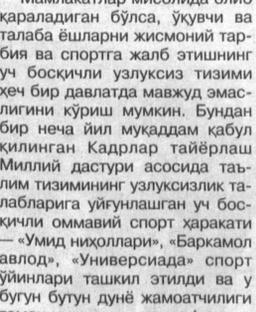 Мамлакатлар мисолида олиб
қараладиган бўлса, ўқувчи ва
талаба ёшларни жисмоний тар-
бия ва спортга жалб этишнинг
уч босқичли узлуксиз тизими
ҳеч бир давлатда мавжуд эмас-
лигини кўриш мумкин. Бундан
бир неча йил муқаддам қабул
қилинган Кадрлар тайёрлаш
Миллий дастури асосида таъ-
лим тизимининг узлуксизлик та-
лабларига уйғунлашган уч бос-
қичли оммавий спорт ҳаракати
— «Умид ниҳоллари», «Баркамол
авлод», «Универсиада» спорт
ўйинлари ташкил этилди ва у
бугун бутун дунё жамоатчилиги